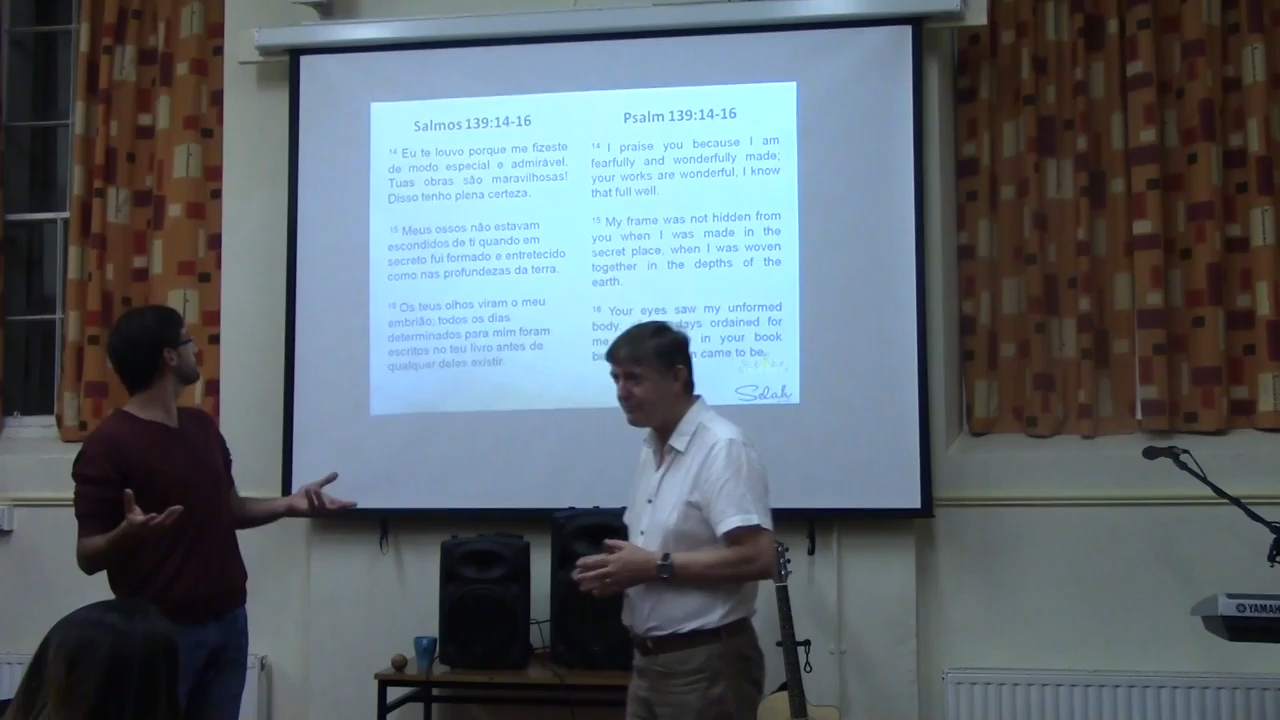 Salmos 139:14-16
14 Eu te louvo porque me fizeste
de modo especial e admirável.
Tuas obras são maravilhosas!
Disso tenho plena certeza.
15 Meus ossos não estavam
escondidos de ti quando em
secreto fui formado e entretecido
como nas profundezas da terra.
16 Os teus olhos viram o meu
embrião; todos os dias
determinados para mim foram
escritos no teu livro antes de
qualquer deles existir.
Psalm 139:14-16
14 I praise you because I am
fearfully and wonderfully made;
your works are wonderful, I know
that full well.
15 My frame was not hidden from
you when I was made in the
secret place, when I was woven
together in the depths of the
earth.
16 Your eyes saw my unformed
body; days ordained for
me in your book
came to be.
Selah
YAMAH